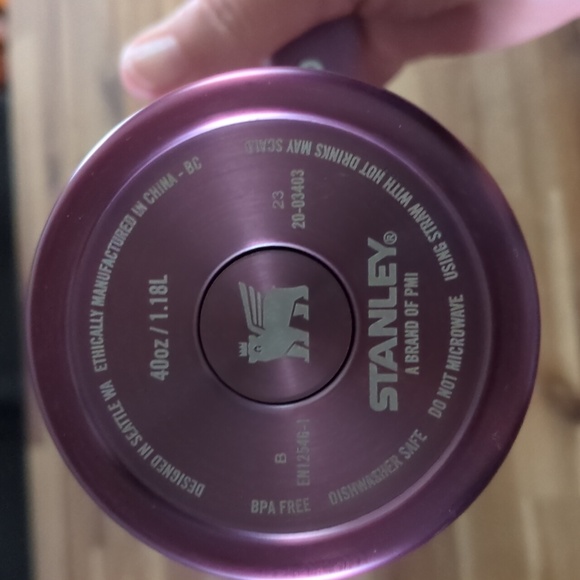 STANLEY®
A BRAND OF PMI
20-03403
23
40oz / 1.18L
B
EN12546-1
DESIGNED IN SEATTLE WA ETHICALLY MANUFACTURED IN CHINA - BC
USING STRAW WITH HOT DRINKS MAY SCALD
DO NOT MICROWAVE
DISHWASHER SAFE
BPA FREE